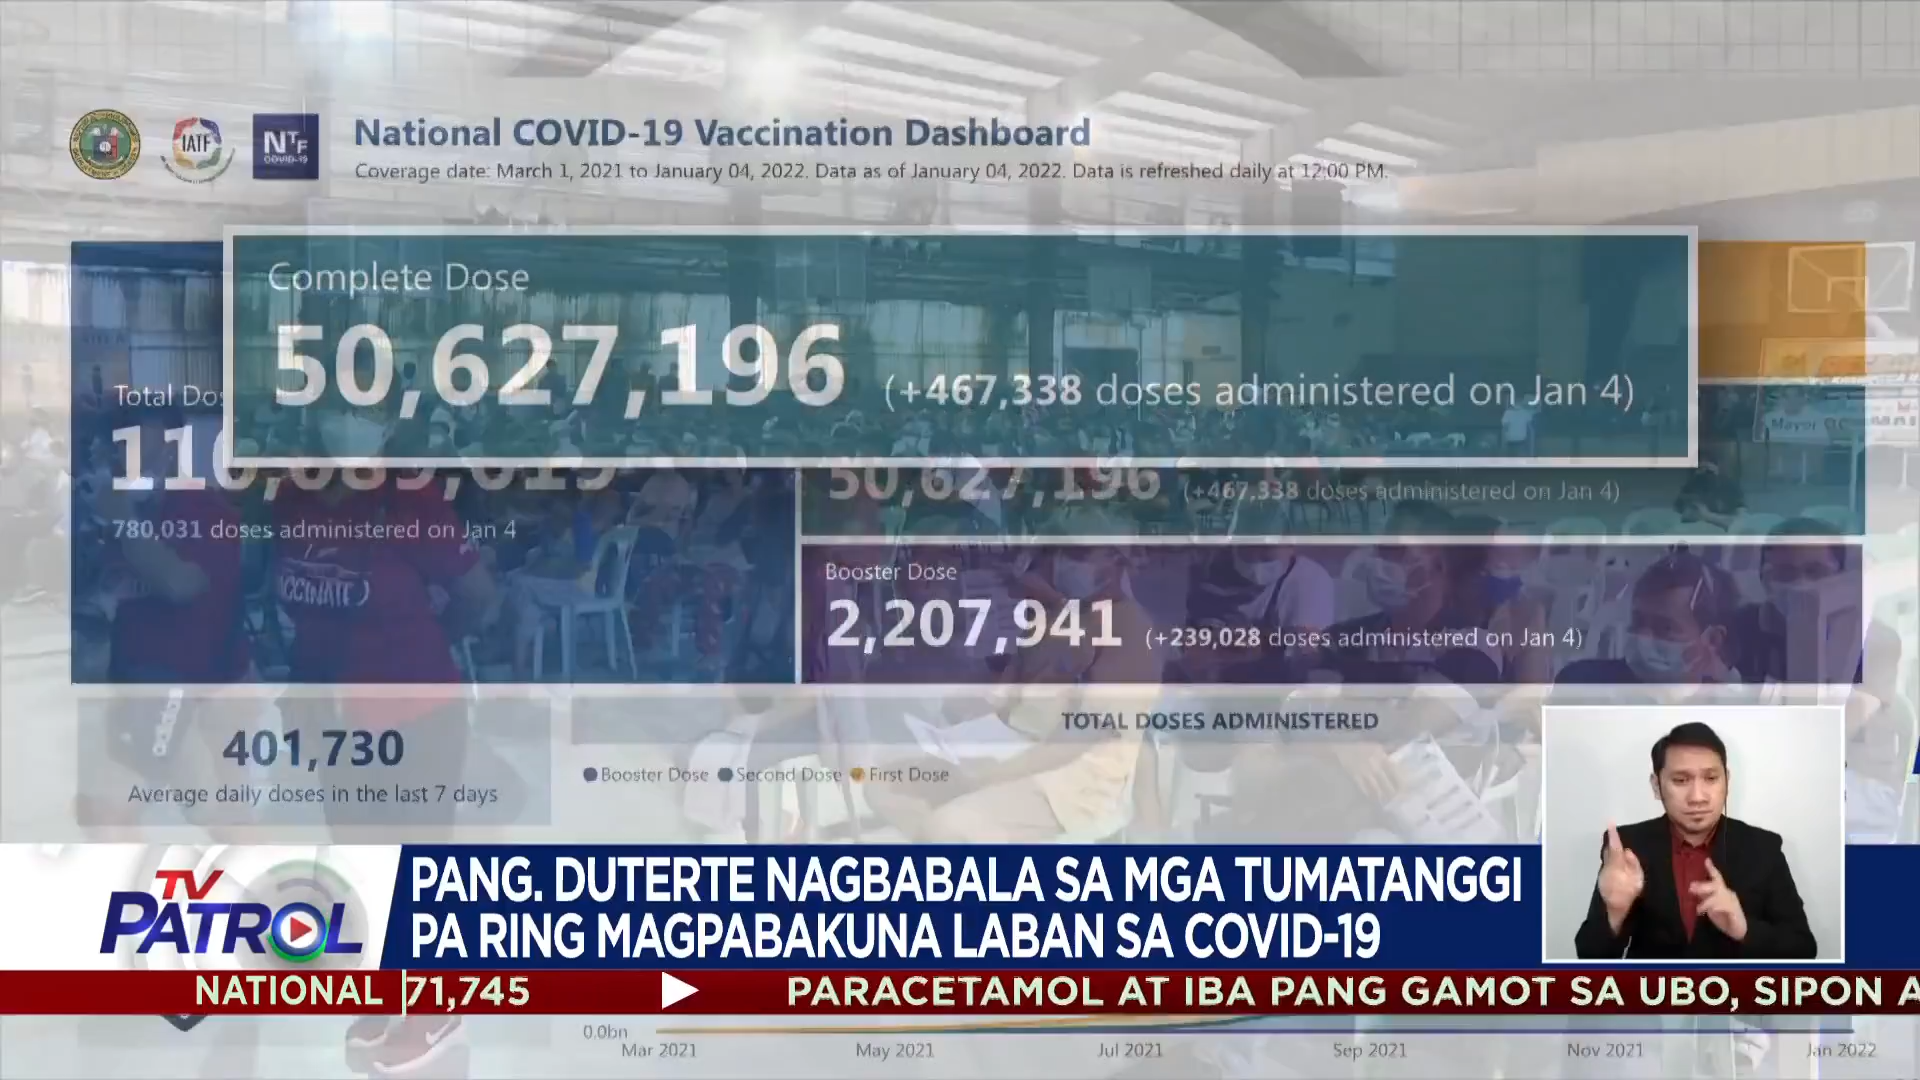 IATF
NTF
COVID-19
National COVID-19 Vaccination Dashboard
Coverage date: March 1, 2021 to January 04, 2022. Data as of January 04, 2022. Data is refreshed daily at 12:00 PM.
Complete Dose
50,627,196 (+467,338 doses administered on Jan 4)
Total
780,031 doses administered on Jan 4
50,627,196 (+467,338 doses administered on Jan 4)
Booster Dose
2,207,941 (+239,028 doses administered on Jan 4)
adidas
401,730
Average daily doses in the last 7 days
TOTAL DOSES ADMINISTERED
Booster Dose Second Dose First Dose
TV PATROL
PANG. DUTERTE NAGBABALA SA MGA TUMATANGGI
PA RING MAGPABAKUNA LABAN SA COVID-19
NATIONAL 71,745 PARACETAMOL AT IBA PANG GAMOT SA UBO, SIPON A
0.0bn
Mar 2021 May 2021 Jul 2021 Sep 2021 Nov 2021 Jan 2022